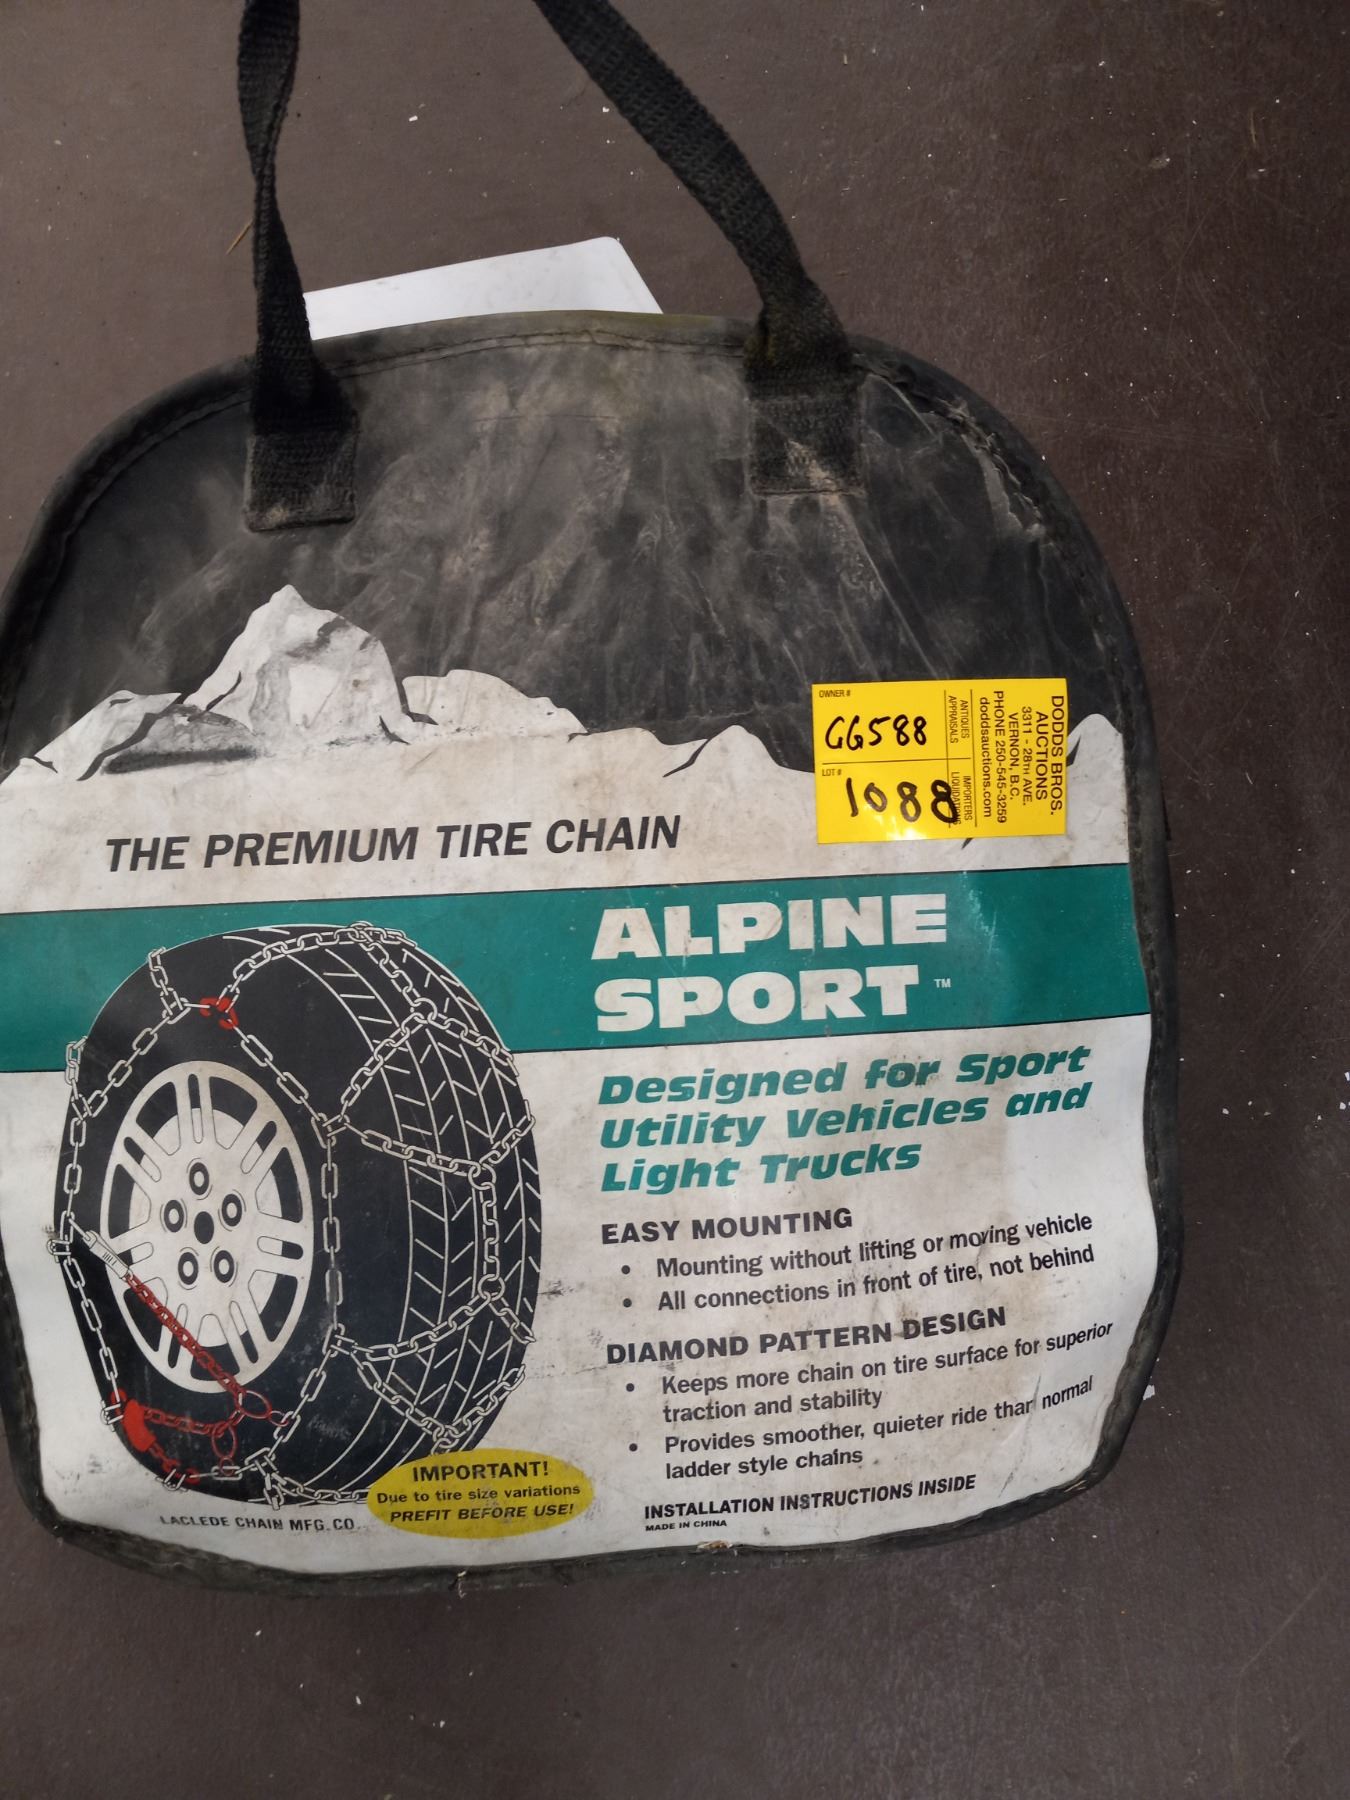 OWNER #
GG588
LOT #
1088
ANTIQUES
APPRAISALS
IMPORTERS
LIQUIDATORS
DODDS BROS.
AUCTIONS
3311 - 28TH AVE.
VERNON, B.C.
PHONE 250-545-3259
doddsauctions.com
THE PREMIUM TIRE CHAIN
ALPINE
SPORT™
Designed for Sport
Utility Vehicles and
Light Trucks
EASY MOUNTING
• Mounting without lifting or moving vehicle
• All connections in front of tire, not behind
DIAMOND PATTERN DESIGN
• Keeps more chain on tire surface for superior
traction and stability
• Provides smoother, quieter ride than normal
ladder style chains
INSTALLATION INSTRUCTIONS INSIDE
MADE IN CHINA
IMPORTANT!
Due to tire size variations
PREFIT BEFORE USE!
LACLEDE CHAIN MFG. CO.